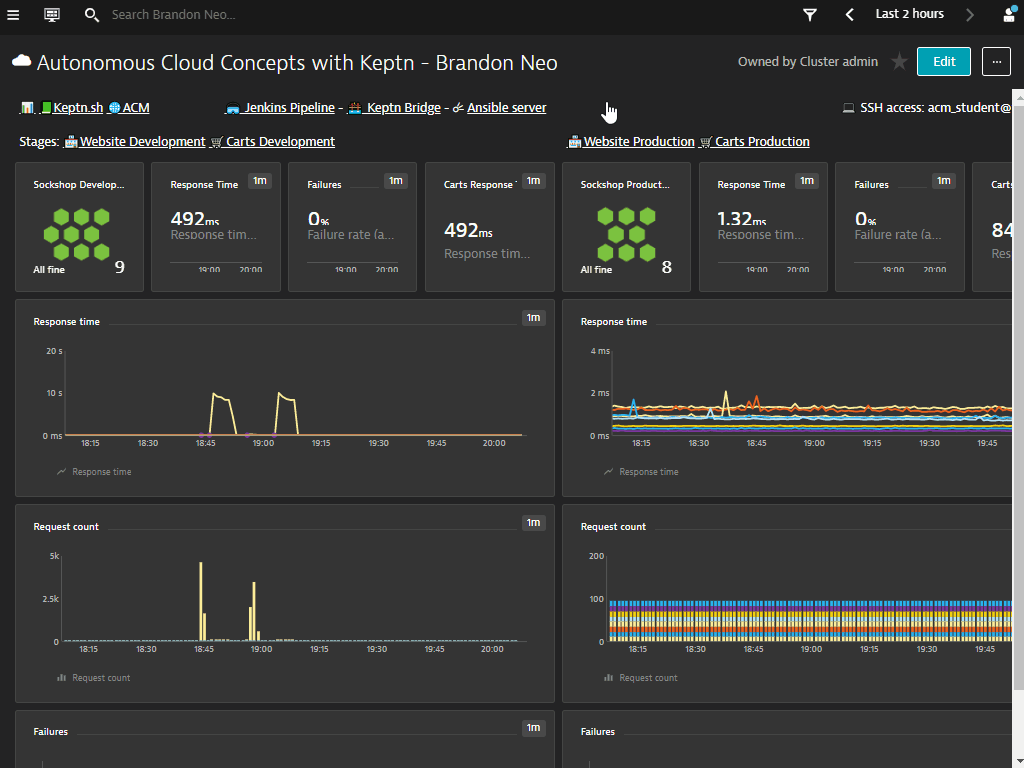 Search Brandon Neo...
Last 2 hours
Autonomous Cloud Concepts with Keptn - Brandon Neo
Owned by Cluster admin
Edit
...
Keptn.sh ACM
Jenkins Pipeline - Keptn Bridge - Ansible server
SSH access: acm_student@
Stages: Website Development Carts Development
Website Production Carts Production
Sockshop Develop...
All fine
9
Response Time
1m
492ms
Response tim...
19:00 20:00
Failures
1m
0%
Failure rate (a...
19:00 20:00
Carts Response
1m
492ms
Response tim...
Sockshop Product...
All fine
8
Response Time
1m
1.32ms
Response tim...
19:00 20:00
Failures
1m
0%
Failure rate (a...
19:00 20:00
Carts
84
Res
Response time
1m
20 s
10 s
0 ms
18:15 18:30 18:45 19:00 19:15 19:30 19:45 20:00
Response time
Response time
4 ms
2 ms
0 ms
18:15 18:30 18:45 19:00 19:15 19:30 19:45
Response time
Request count
1m
5k
2.5k
0
18:15 18:30 18:45 19:00 19:15 19:30 19:45 20:00
Request count
Request count
200
100
0
18:15 18:30 18:45 19:00 19:15 19:30 19:45
Request count
Failures
1m
Failures